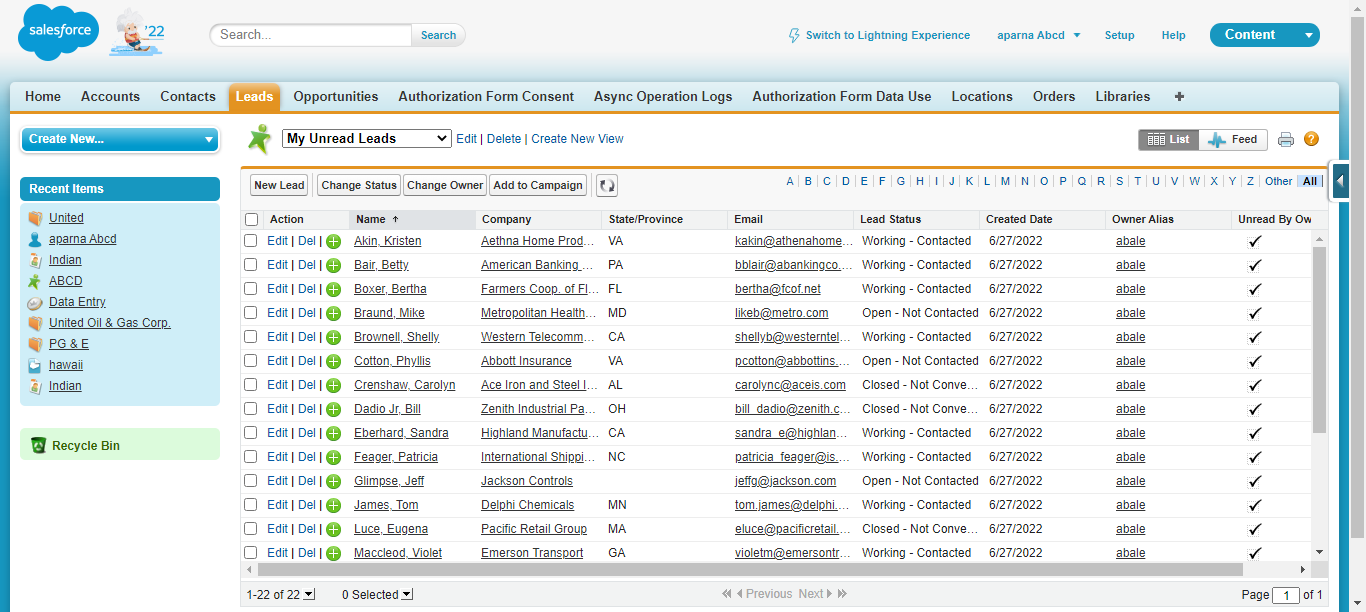 salesforce
'22
Search...
Search
Switch to Lightning Experience
aparna Abcd
Setup
Help
Content
Home Accounts Contacts Leads Opportunities Authorization Form Consent Async Operation Logs Authorization Form Data Use Locations Orders Libraries +
Create New...
Recent Items
United
aparna Abcd
Indian
ABCD
Data Entry
United Oil & Gas Corp.
PG & E
hawaii
Indian
Recycle Bin
My Unread Leads
Edit | Delete | Create New View
List Feed ?
New Lead Change Status Change Owner Add to Campaign
A | B | C | D | E | F | G | H | I | J | K | L | M | N | O | P | Q | R | S | T | U | V | W | X | Y | Z | Other | All |
Action Name Company State/Province Email Lead Status Created Date Owner Alias Unread By Ow
Edit | Del | Akin, Kristen Aethna Home Prod... VA kakin@athenahome... Working - Contacted 6/27/2022 abale
Edit | Del | Bair, Betty American Banking ... PA bblair@abankingco.... Working - Contacted 6/27/2022 abale
Edit | Del | Boxer, Bertha Farmers Coop. of Fl... FL bertha@fcof.net Working - Contacted 6/27/2022 abale
Edit | Del | Braund, Mike Metropolitan Health... MD likeb@metro.com Open - Not Contacted 6/27/2022 abale
Edit | Del | Brownell, Shelly Western Telecomm... CA shellyb@westerntel... Working - Contacted 6/27/2022 abale
Edit | Del | Cotton, Phyllis Abbott Insurance VA pcotton@abbottins.... Open - Not Contacted 6/27/2022 abale
Edit | Del | Crenshaw, Carolyn Ace Iron and Steel I... AL carolync@aceis.com Closed - Not Conve... 6/27/2022 abale
Edit | Del | Dadio Jr, Bill Zenith Industrial Pa... OH bill_dadio@zenith.c... Closed - Not Conve... 6/27/2022 abale
Edit | Del | Eberhard, Sandra Highland Manufactu... CA sandra_e@highlan... Working - Contacted 6/27/2022 abale
Edit | Del | Feager, Patricia International Shippi... NC patricia_feager@is.... Working - Contacted 6/27/2022 abale
Edit | Del | Glimpse, Jeff Jackson Controls jeffg@jackson.com Open - Not Contacted 6/27/2022 abale
Edit | Del | James, Tom Delphi Chemicals MN tom.james@delphi.... Working - Contacted 6/27/2022 abale
Edit | Del | Luce, Eugena Pacific Retail Group MA eluce@pacificretail.... Closed - Not Conve... 6/27/2022 abale
Edit | Del | Maccleod, Violet Emerson Transport GA violetm@emersontr... Working - Contacted 6/27/2022 abale
1-22 of 22 0 Selected Previous Next Page 1 of 1